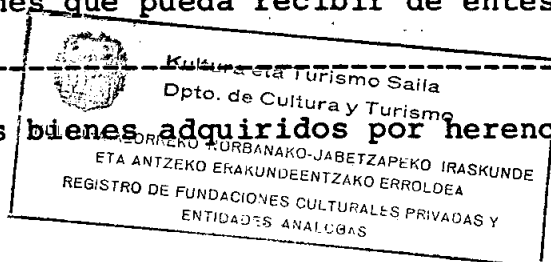 nes que pueda recibir de entes
Kultura eta Turismo Saila
Dpto. de Cultura y Turismo
s bienes adquiridos por herenc
NORBANAKO-JABETZAPEKO IRASKUNDE
ETA ANTZEKO ERAKUNDEENTZAKO ERROLDEA
REGISTRO DE FUNDACIONES CULTURALES PRIVADAS Y
ENTIDADES ANALOGAS